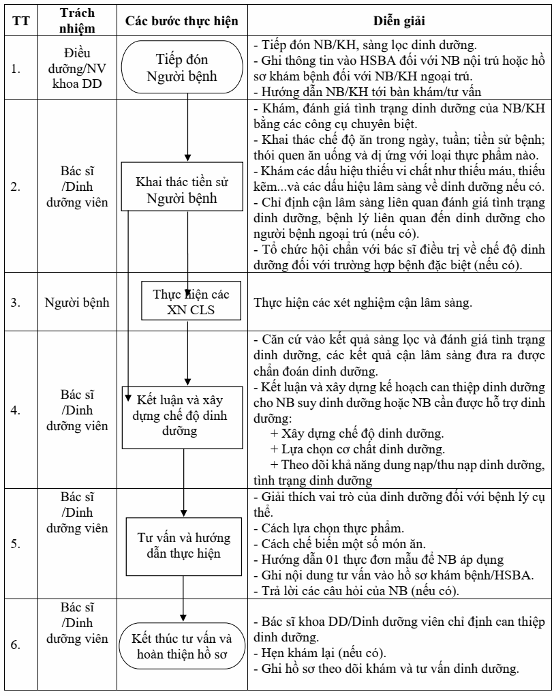 TT
Trách
nhiệm
Các bước thực hiện
Diễn giải
1.
Điều
dưỡng/NV
khoa DD
Tiếp đón
Người bệnh
- Tiếp đón NB/KH, sàng lọc dinh dưỡng.
- Ghi thông tin vào HSBA đối với NB nội trú hoặc hồ
sơ khám bệnh đối với NB/KH ngoại trú.
- Hướng dẫn NB/KH tới bàn khám/tư vấn
2.
Bác sĩ
/Dinh
dưỡng viên
Khai thác tiền sử
Người bệnh
- Khám, đánh giá tình trạng dinh dưỡng của NB/KH
bằng các công cụ chuyên biệt.
- Khai thác chế độ ăn trong ngày, tuần; tiền sử bệnh;
thói quen ăn uống và dị ứng với loại thực phẩm nào.
- Khám các dấu hiệu thiếu vi chất như thiếu máu, thiếu
kẽm...và các dấu hiệu lâm sàng về dinh dưỡng nếu có.
- Chỉ định cận lâm sàng liên quan đánh giá tình trạng
dinh dưỡng, bệnh lý liên quan đến dinh dưỡng cho
người bệnh ngoại trú (nếu có).
- Tổ chức hội chẩn với bác sĩ điều trị về chế độ dinh
dưỡng đối với trường hợp bệnh đặc biệt (nếu có).
3.
Người bệnh
Thực hiện các
XN CLS
Thực hiện các xét nghiệm cận lâm sàng.
4.
Bác sĩ
/Dinh
dưỡng viên
Kết luận và xây
dựng chế độ dinh
dưỡng
- Căn cứ vào kết quả sàng lọc và đánh giá tình trạng
dinh dưỡng, các kết quả cận lâm sàng đưa ra được
chẩn đoán dinh dưỡng.
- Kết luận và xây dựng kế hoạch can thiệp dinh dưỡng
cho NB suy dinh dưỡng hoặc NB cần được hỗ trợ dinh
dưỡng:
+ Xây dựng chế độ dinh dưỡng.
+ Lựa chọn cơ chất dinh dưỡng.
+ Theo dõi khả năng dung nạp/thu nạp dinh dưỡng,
tình trạng dinh dưỡng
5.
Bác sĩ
/Dinh
dưỡng viên
Tư vấn và hướng
dẫn thực hiện
- Giải thích vai trò của dinh dưỡng đối với bệnh lý cụ
thể.
- Cách lựa chọn thực phẩm.
- Cách chế biến một số món ăn.
- Hướng dẫn 01 thực đơn mẫu để NB áp dụng
- Ghi nội dung tư vấn vào hồ sơ khám bệnh/HSBA.
- Trả lời các câu hỏi của NB (nếu có).
6.
Bác sĩ
/Dinh
dưỡng viên
Kết thúc tư vấn và
hoàn thiện hồ sơ
- Bác sĩ khoa DD/Dinh dưỡng viên chỉ định can thiệp
dinh dưỡng.
- Hẹn khám lại (nếu có).
- Ghi hồ sơ theo dõi khám và tư vấn dinh dưỡng.